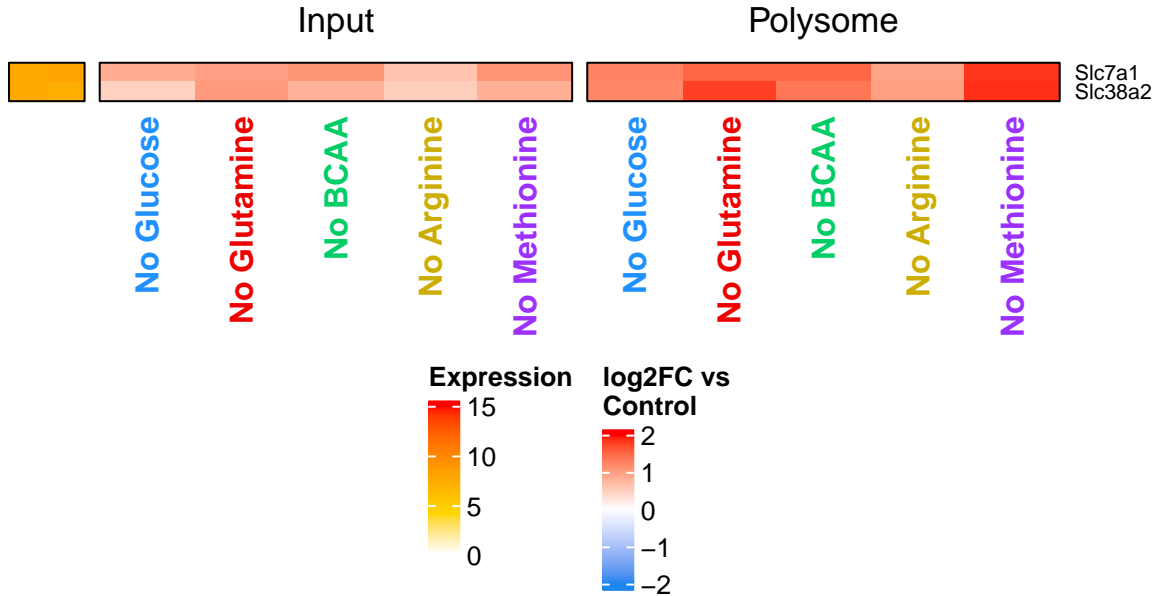 Input
Polysome
Slc7a1
Slc38a2
No Glucose
No Glutamine
No BCAA
No Arginine
No Methionine
No Glucose
No Glutamine
No BCAA
No Arginine
No Methionine
Expression
15
10
5
0
log2FC vs
Control
2
1
0
−1
−2